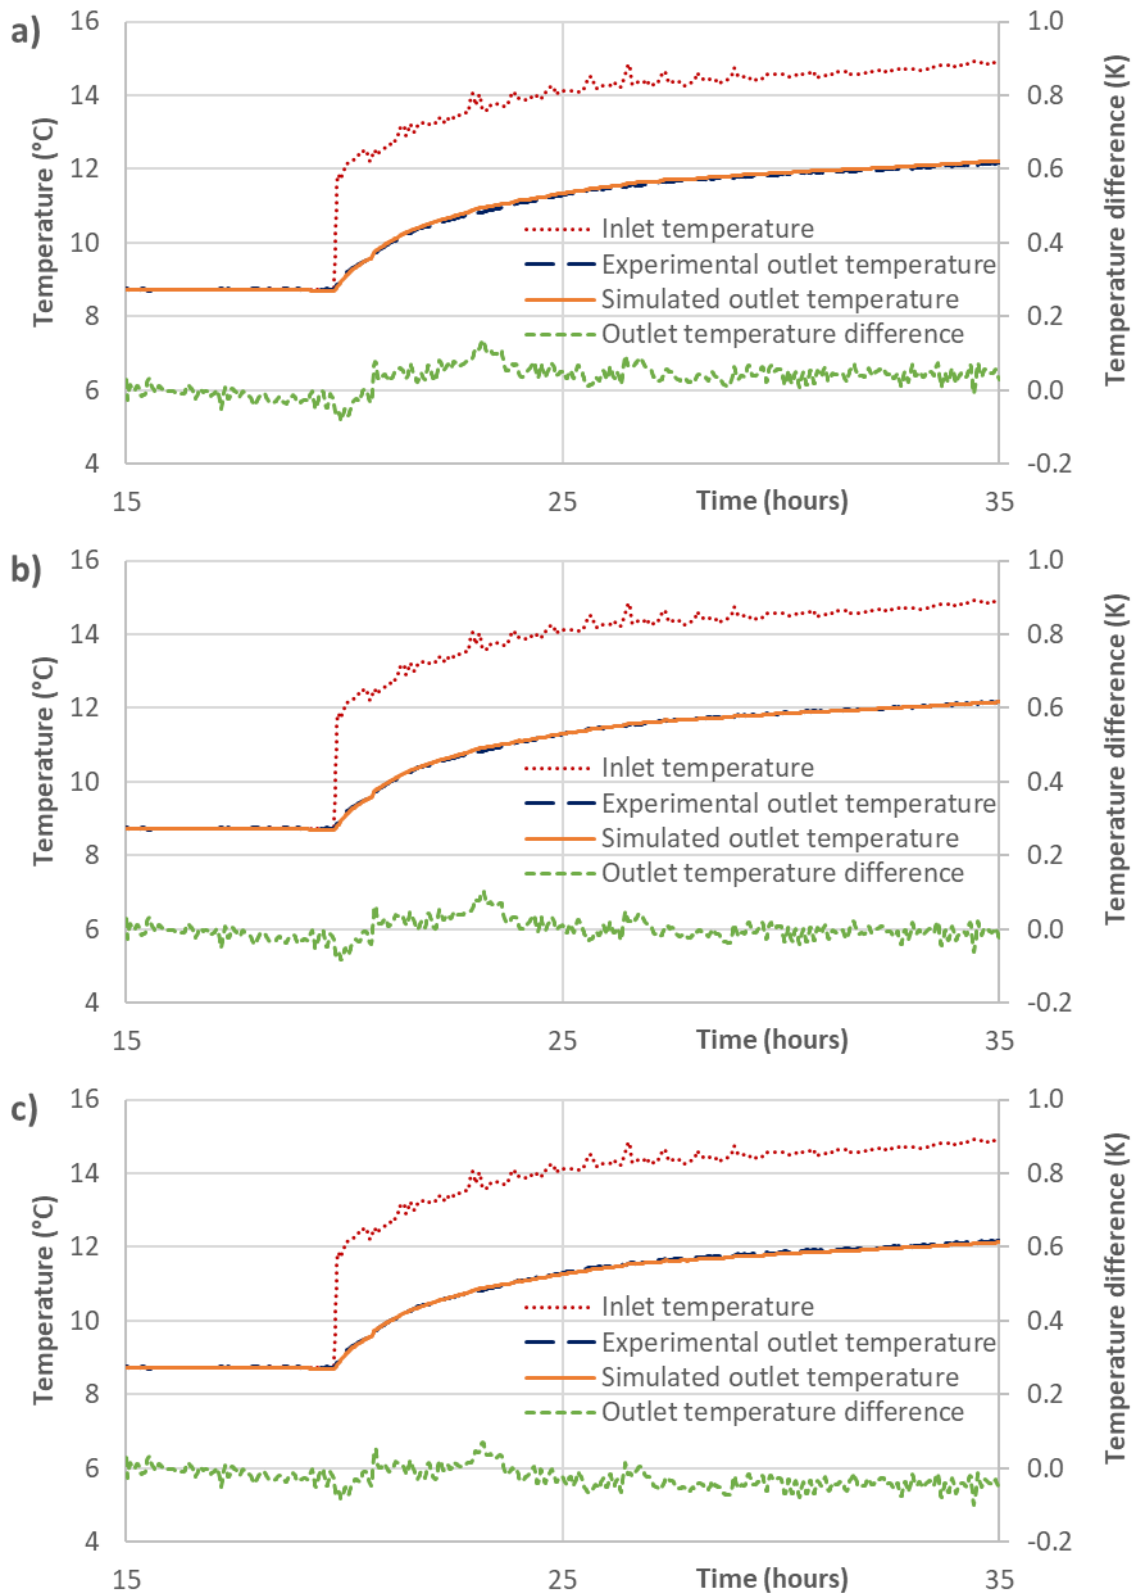 a)
16
14
12
10
8
6
4
Temperature (°C)
1.0
0.8
0.6
0.4
0.2
0.0
-0.2
Temperature difference (K)
Inlet temperature
Experimental outlet temperature
Simulated outlet temperature
Outlet temperature difference
15
25
Time (hours)
35
b)
16
14
12
10
8
6
4
Temperature (°C)
1.0
0.8
0.6
0.4
0.2
0.0
-0.2
Temperature difference (K)
Inlet temperature
Experimental outlet temperature
Simulated outlet temperature
Outlet temperature difference
15
25
Time (hours)
35
c)
16
14
12
10
8
6
4
Temperature (°C)
1.0
0.8
0.6
0.4
0.2
0.0
-0.2
Temperature difference (K)
Inlet temperature
Experimental outlet temperature
Simulated outlet temperature
Outlet temperature difference
15
25
Time (hours)
35